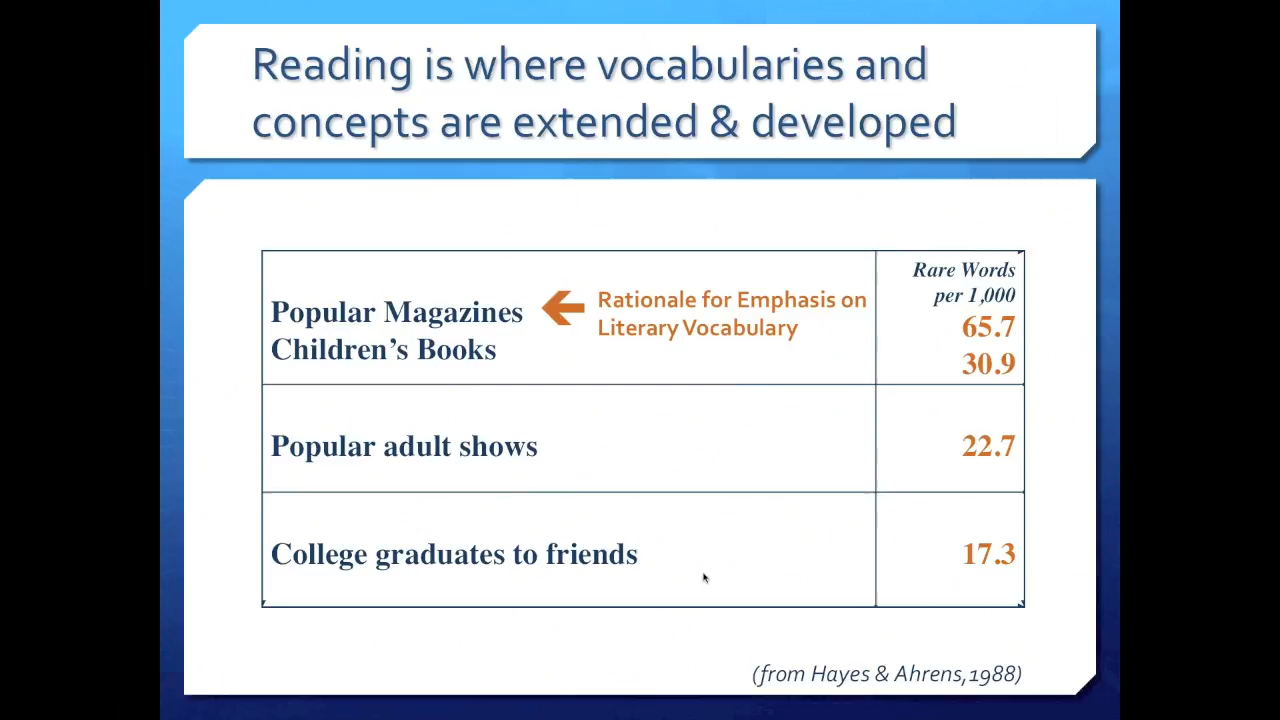 Reading is where vocabularies and
concepts are extended & developed
Rare Words
per 1,000
Popular Magazines
Rationale for Emphasis on
Literary Vocabulary
65.7
Children's Books
30.9
Popular adult shows
22.7
College graduates to friends
17.3
(from Hayes & Ahrens,1988)